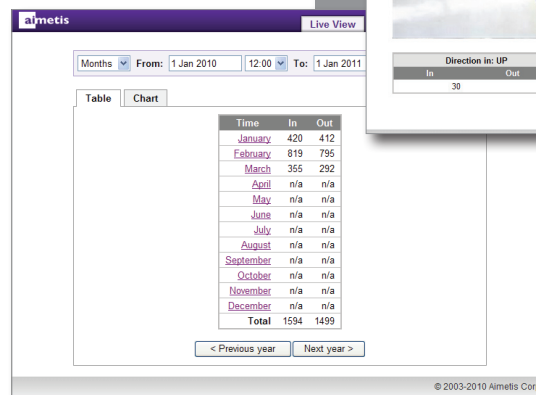 aimetis
Live View
Months From: 1 Jan 2010 12:00 To: 1 Jan 2011
Direction in: UP
In Out
30
Table Chart
Time In Out
January 420 412
February 819 795
March 355 292
April n/a n/a
May n/a n/a
June n/a n/a
July n/a n/a
August n/a n/a
September n/a n/a
October n/a n/a
November n/a n/a
December n/a n/a
Total 1594 1499
< Previous year Next year >
© 2003-2010 Aimetis Cor